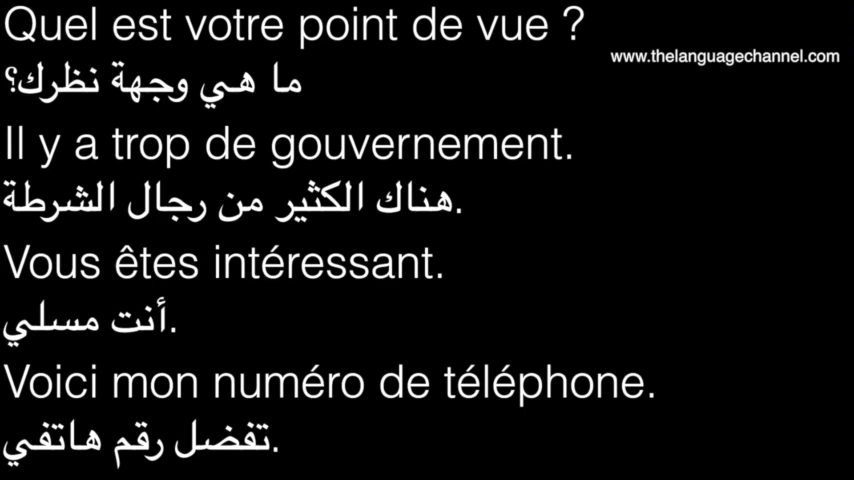 Quel est votre point de vue ?
www.thelanguagechannel.com
ما هي وجهة نظرك؟
Il y a trop de gouvernement.
هناك الكثير من رجال الشرطة.
Vous êtes intéressant.
أنت مسلي.
Voici mon numéro de téléphone.
تفضل رقم هاتفي.